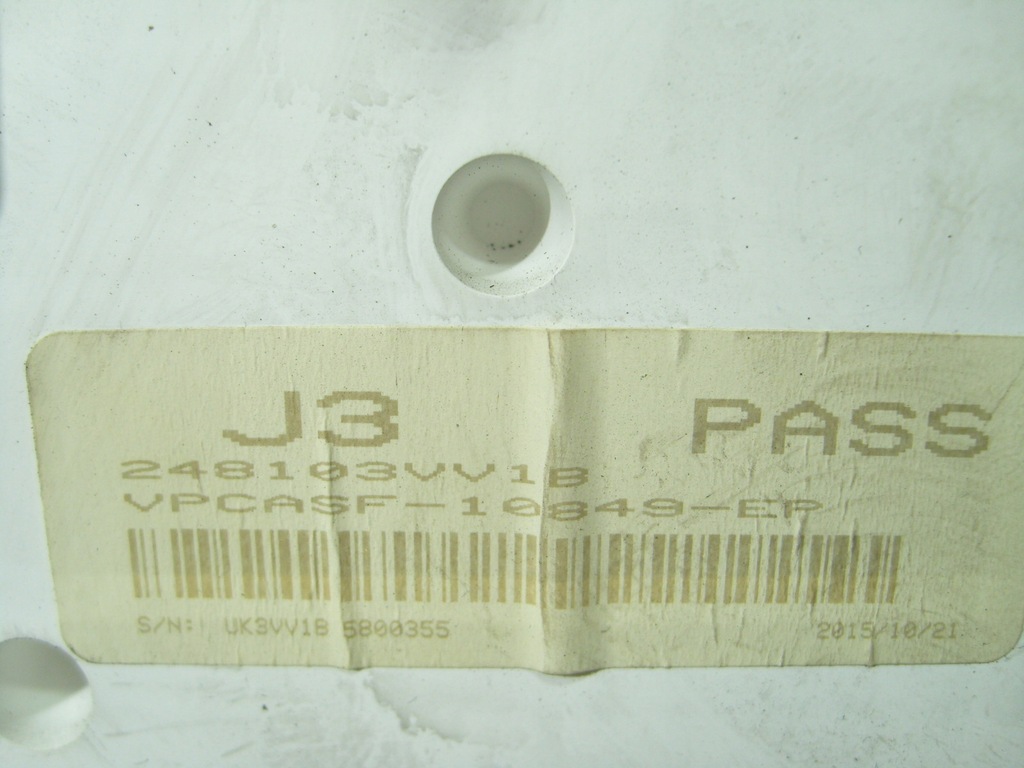 J3 PASS
248103VV1B
VPCASF-10849-EP
S/N: UK3VV1B 5800355 2015/10/21